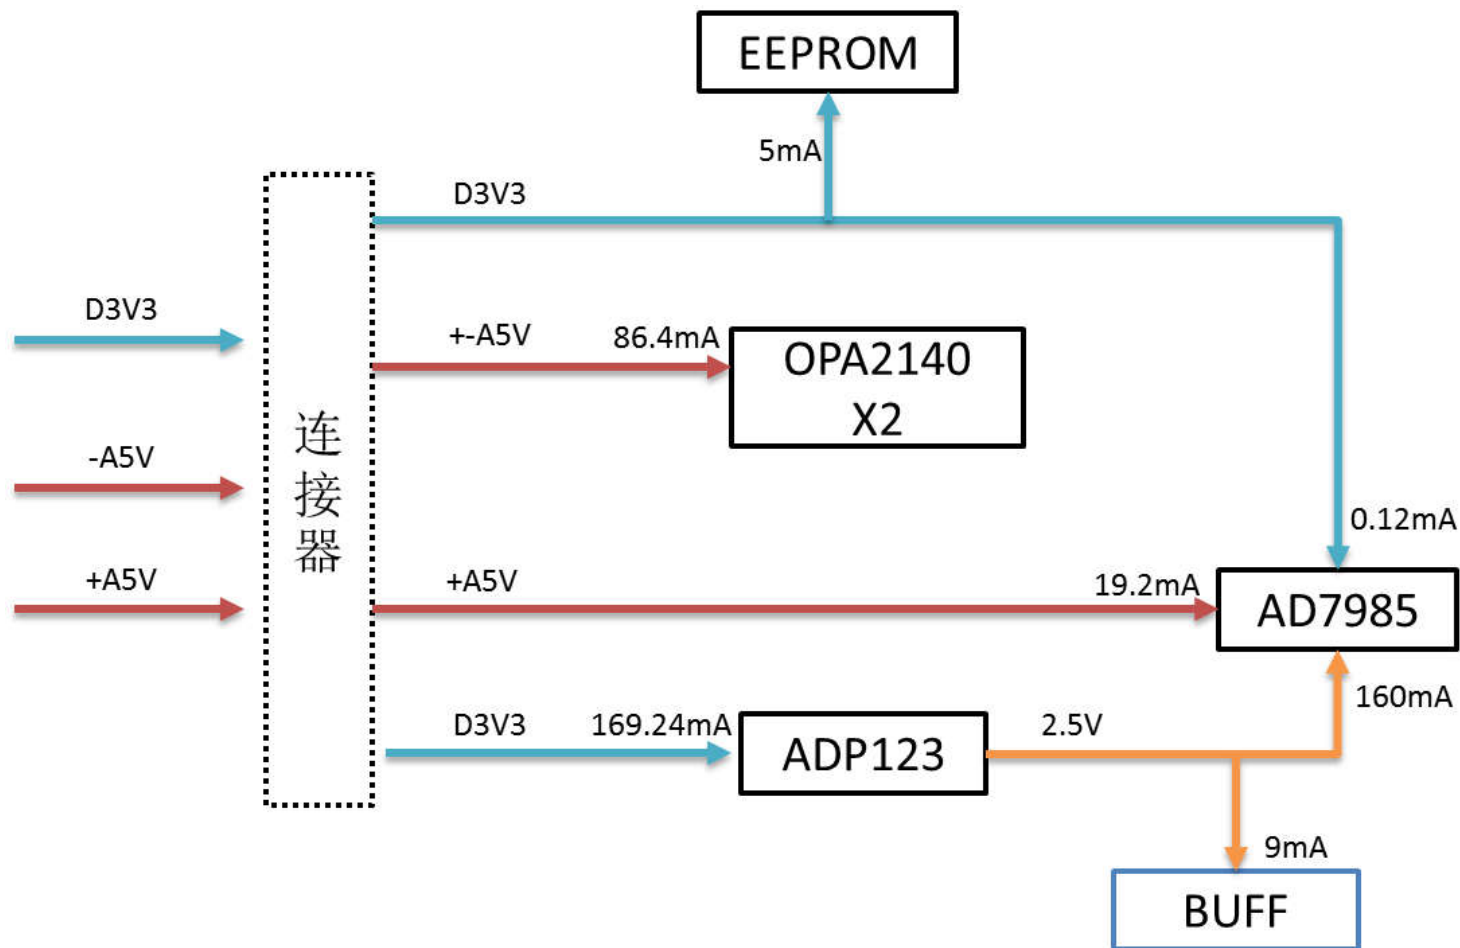 EEPROM
5mA
D3V3
D3V3
+-A5V
86.4mA
OPA2140
X2
连接器
-A5V
0.12mA
+A5V
+A5V
19.2mA
AD7985
160mA
D3V3
169.24mA
ADP123
2.5V
9mA
BUFF